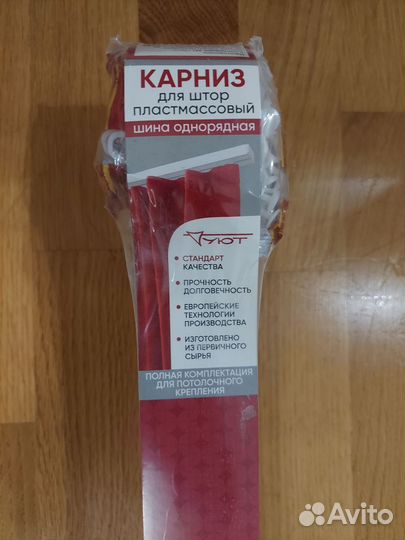 КАРНИЗ
для штор
пластмассовый
шина однорядная
УЮТ
• СТАНДАРТ
КАЧЕСТВА
• ПРОЧНОСТЬ
ДОЛГОВЕЧНОСТЬ
• ЕВРОПЕЙСКИЕ
ТЕХНОЛОГИИ
ПРОИЗВОДСТВА
• ИЗГОТОВЛЕНО
ИЗ ПЕРВИЧНОГО
СЫРЬЯ
ПОЛНАЯ КОМПЛЕКТАЦИЯ
ДЛЯ ПОТОЛОЧНОГО
КРЕПЛЕНИЯ
Avito